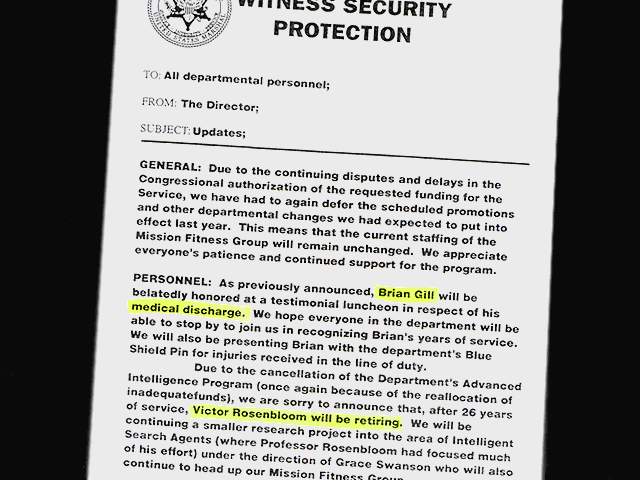 WITNESS SECURITY
PROTECTION
TO: All departmental personnel;
FROM: The Director;
SUBJECT: Updates;
GENERAL: Due to the continuing disputes and delays in the
Congressional authorization of the requested funding for the
Service, we have had to again defer the scheduled promotions
and other departmental changes we had expected to put into
effect last year. This means that the current staffing of the
Mission Fitness Group will remain unchanged. We appreciate
everyone's patience and continued support for the program.
PERSONNEL: As previously announced, Brian Gill will be
belatedly honored at a testimonial luncheon in respect of his
medical discharge. We hope everyone in the department will be
able to stop by to join us in recognizing Brian's years of service.
We will also be presenting Brian with the department's Blue
Shield Pin for injuries received in the line of duty.
Due to the cancellation of the Department's Advanced
Intelligence Program (once again because of the reallocation of
inadequatefunds), we are sorry to announce that, after 26 years
of service, Victor Rosenbloom will be retiring. We will be
continuing a smaller research project into the area of Intelligent
Search Agents (where Professor Rosenbloom had focused much
of his effort) under the direction of Grace Swanson who will also
continue to head up our Mission Fitness Group